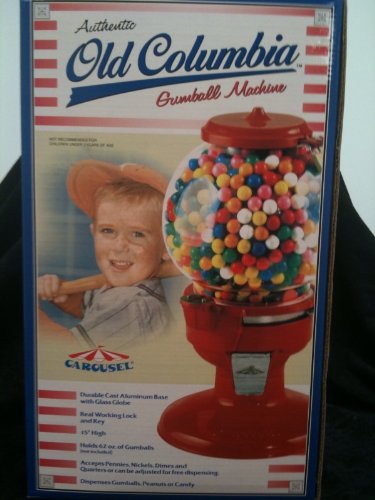 Authentic
Old Columbia™
Gumball Machine
NOT RECOMMENDED FOR
CHILDREN UNDER 3 YEARS OF AGE
CAROUSEL®
Durable Cast Aluminum Base
with Glass Globe
Real Working Lock
and Key
15" High
Holds 62 oz. of Gumballs
(not included)
Accepts Pennies, Nickels, Dimes and
Quarters or can be adjusted for free dispensing.
Dispenses Gumballs, Peanuts or Candy